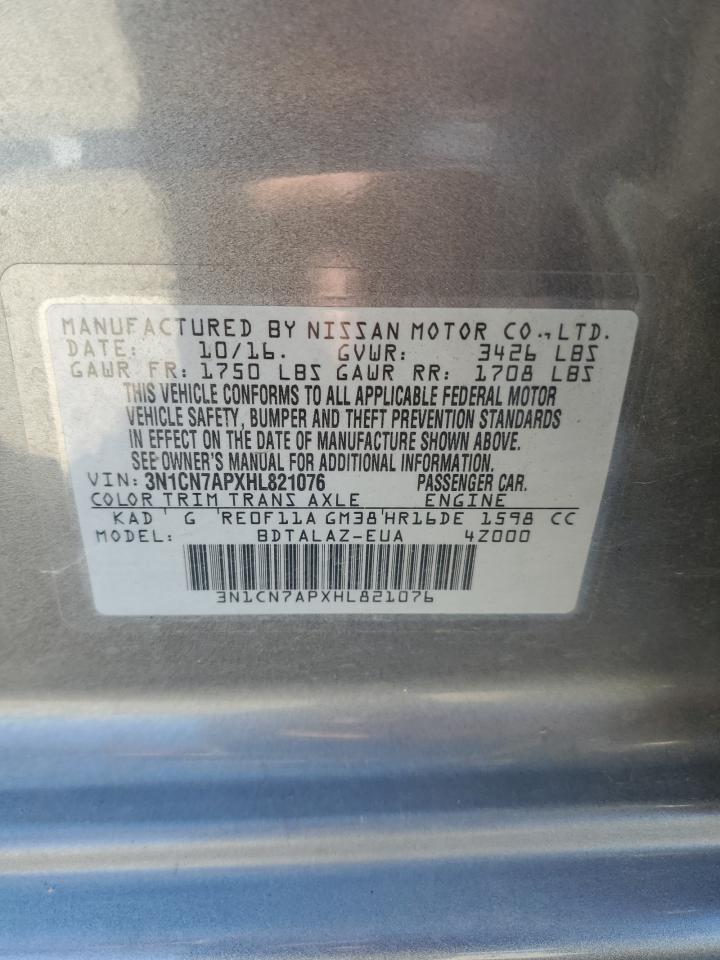 MANUFACTURED BY NISSAN MOTOR CO., LTD.
DATE: 10/16. GVWR: 3426 LBS
GAWR FR: 1750 LBS GAWR RR: 1708 LBS
THIS VEHICLE CONFORMS TO ALL APPLICABLE FEDERAL MOTOR
VEHICLE SAFETY, BUMPER AND THEFT PREVENTION STANDARDS
IN EFFECT ON THE DATE OF MANUFACTURE SHOWN ABOVE.
SEE OWNER'S MANUAL FOR ADDITIONAL INFORMATION.
VIN: 3N1CN7APXHL821076 PASSENGER CAR.
COLOR TRIM TRANS AXLE ENGINE
KAD G RE0F11A GM38 HR16DE 1598 CC
MODEL: BDTALAZ-EUA 4Z000
3N1CN7APXHL821076